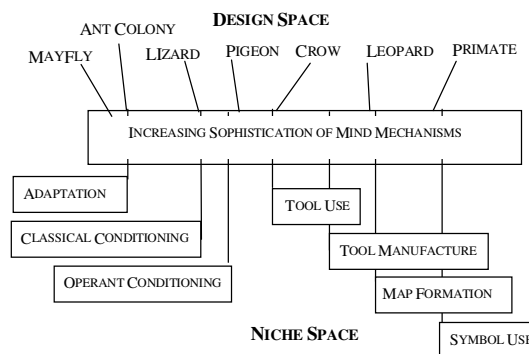 DESIGN SPACE
ANT COLONY
MAYFLY
LIZARD
PIGEON
CROW
LEOPARD
PRIMATE
INCREASING SOPHISTICATION OF MIND MECHANISMS
ADAPTATION
TOOL USE
CLASSICAL CONDITIONING
TOOL MANUFACTURE
OPERANT CONDITIONING
MAP FORMATION
NICHE SPACE
SYMBOL USE